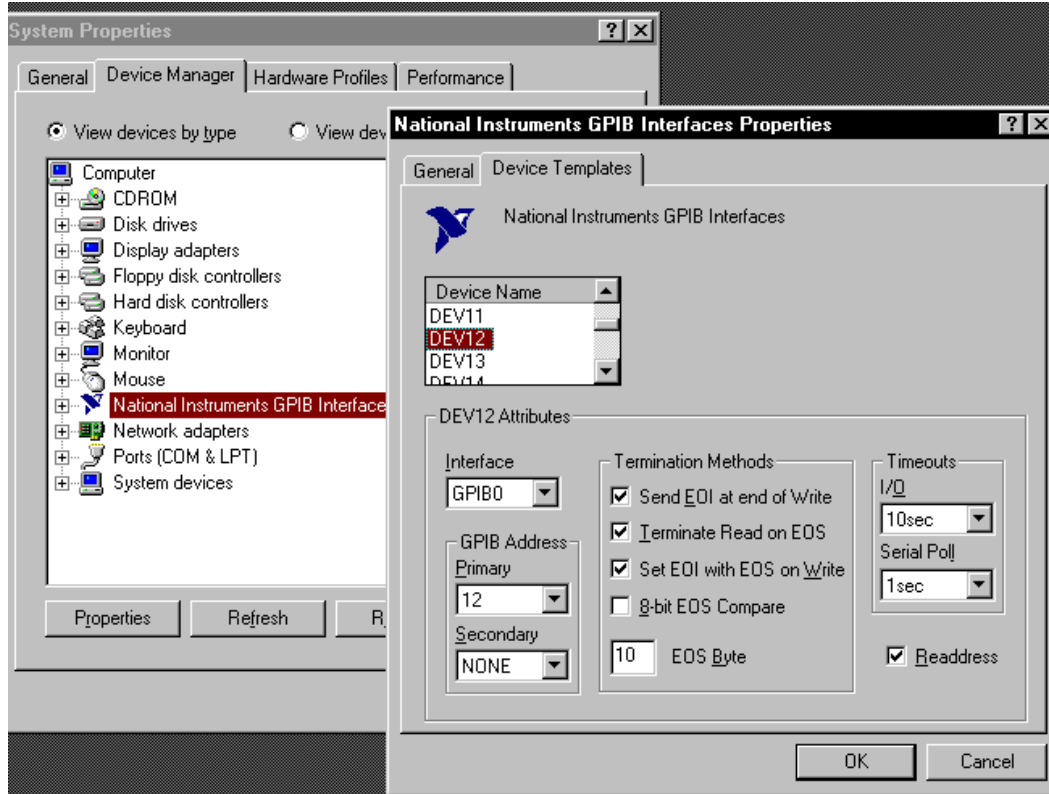 System Properties
General Device Manager Hardware Profiles Performance
View devices by type View dev
Computer
CDROM
Disk drives
Display adapters
Floppy disk controllers
Hard disk controllers
Keyboard
Monitor
Mouse
National Instruments GPIB Interface
Network adapters
Ports (COM & LPT)
System devices
Properties Refresh R
National Instruments GPIB Interfaces Properties
General Device Templates
National Instruments GPIB Interfaces
Device Name
DEV11
DEV12
DEV13
DEV14
DEV12 Attributes
Interface
GPIB0
GPIB Address
Primary
12
Secondary
NONE
Termination Methods
Send EOI at end of Write
Terminate Read on EOS
Set EOI with EOS on Write
8-bit EOS Compare
10 EOS Byte
Timeouts
I/O
10sec
Serial Poll
1sec
Readdress
OK Cancel